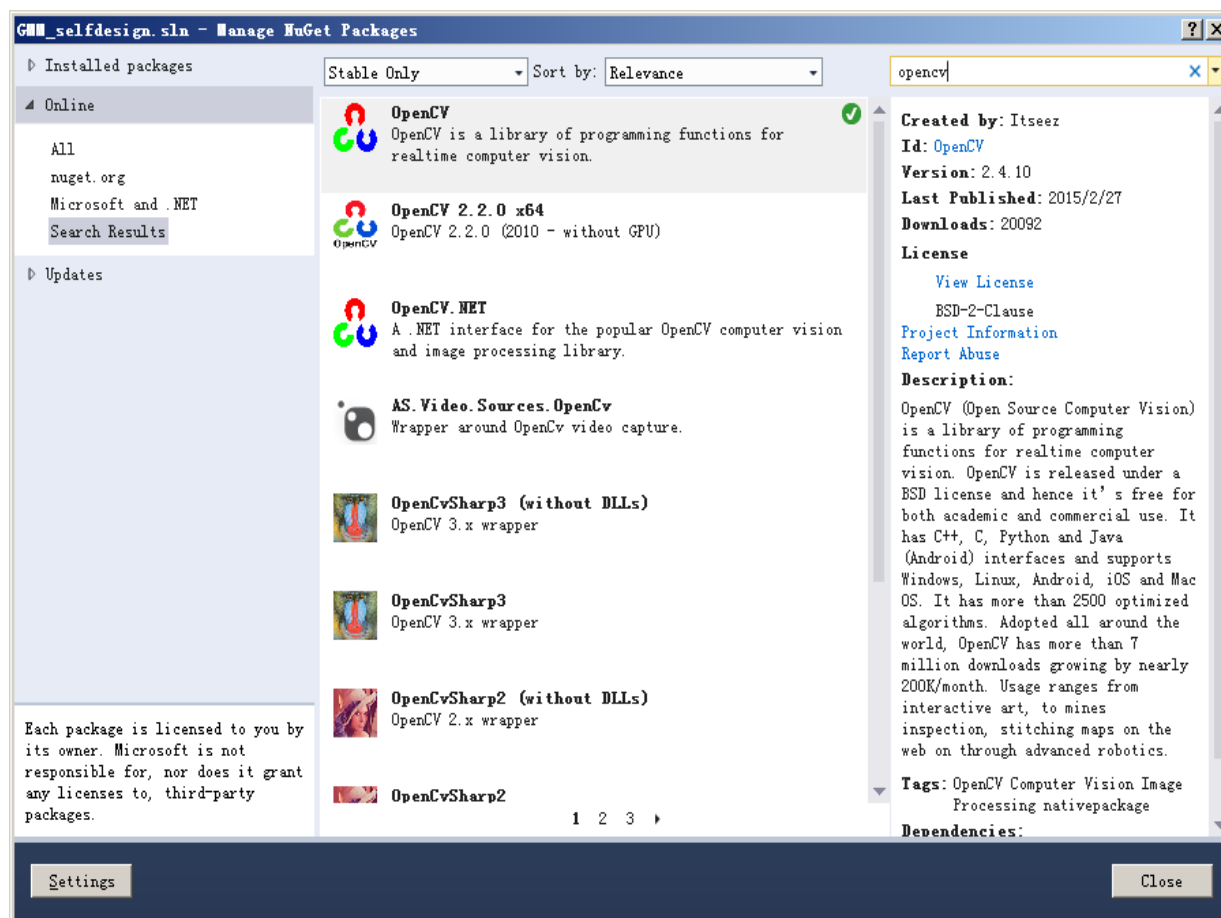 GMM_selfdesign.sln - Manage NuGet Packages
Installed packages
Online
All
nuget.org
Microsoft and .NET
Search Results
Updates
Each package is licensed to you by
its owner. Microsoft is not
responsible for, nor does it grant
any licenses to, third-party
packages.
Stable Only
Sort by: Relevance
OpenCV
OpenCV is a library of programming functions for
realtime computer vision.
OpenCV 2.2.0 x64
OpenCV 2.2.0 (2010 - without GPU)
OpenCV
OpenCV.NET
A .NET interface for the popular OpenCV computer vision
and image processing library.
AS.Video.Sources.OpenCv
Wrapper around OpenCv video capture.
OpenCvSharp3 (without DLLs)
OpenCV 3.x wrapper
OpenCvSharp3
OpenCV 3.x wrapper
OpenCvSharp2 (without DLLs)
OpenCV 2.x wrapper
OpenCvSharp2
1 2 3
opencv
Created by: Itseez
Id: OpenCV
Version: 2.4.10
Last Published: 2015/2/27
Downloads: 20092
License
View License
BSD-2-Clause
Project Information
Report Abuse
Description:
OpenCV (Open Source Computer Vision)
is a library of programming
functions for realtime computer
vision. OpenCV is released under a
BSD license and hence it’s free for
both academic and commercial use. It
has C++, C, Python and Java
(Android) interfaces and supports
Windows, Linux, Android, iOS and Mac
OS. It has more than 2500 optimized
algorithms. Adopted all around the
world, OpenCV has more than 7
million downloads growing by nearly
200K/month. Usage ranges from
interactive art, to mines
inspection, stitching maps on the
web on through advanced robotics.
Tags: OpenCV Computer Vision Image
Processing nativepackage
Dependencies:
Settings
Close